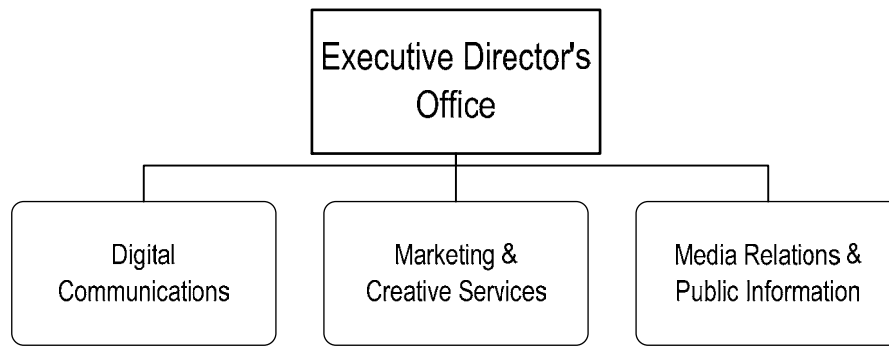 Executive Director's
Office
Digital
Communications
Marketing &
Creative Services
Media Relations &
Public Information